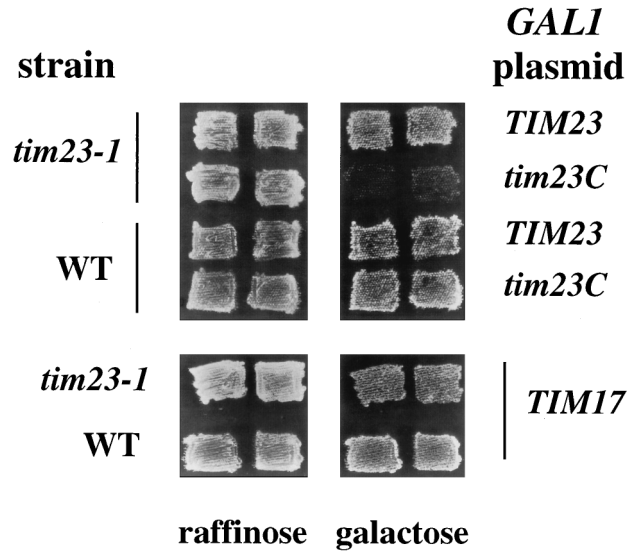 GAL1
strain plasmid
tim23-1 TIM23
tim23C
WT TIM23
tim23C
tim23-1 TIM17
WT
raffinose galactose